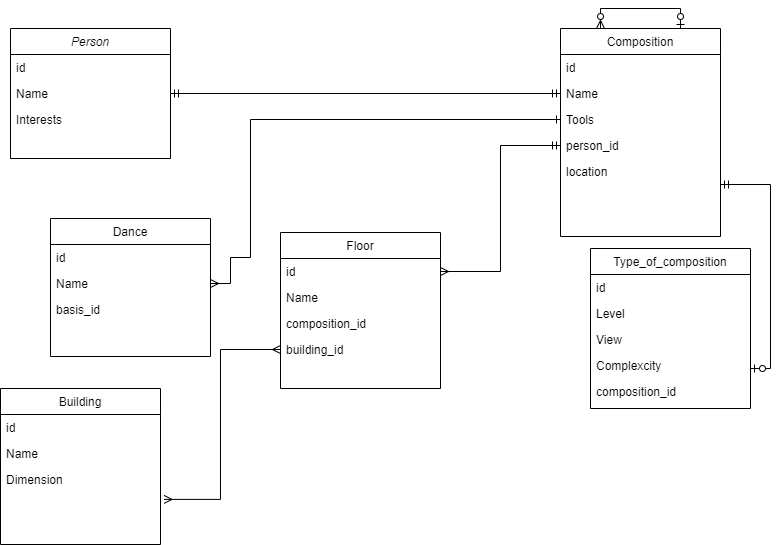 Person
id
Name
Interests
Composition
id
Name
Tools
person_id
location
Dance
id
Name
basis_id
Floor
id
Name
composition_id
building_id
Type_of_composition
id
Level
View
Complexcity
composition_id
Building
id
Name
Dimension